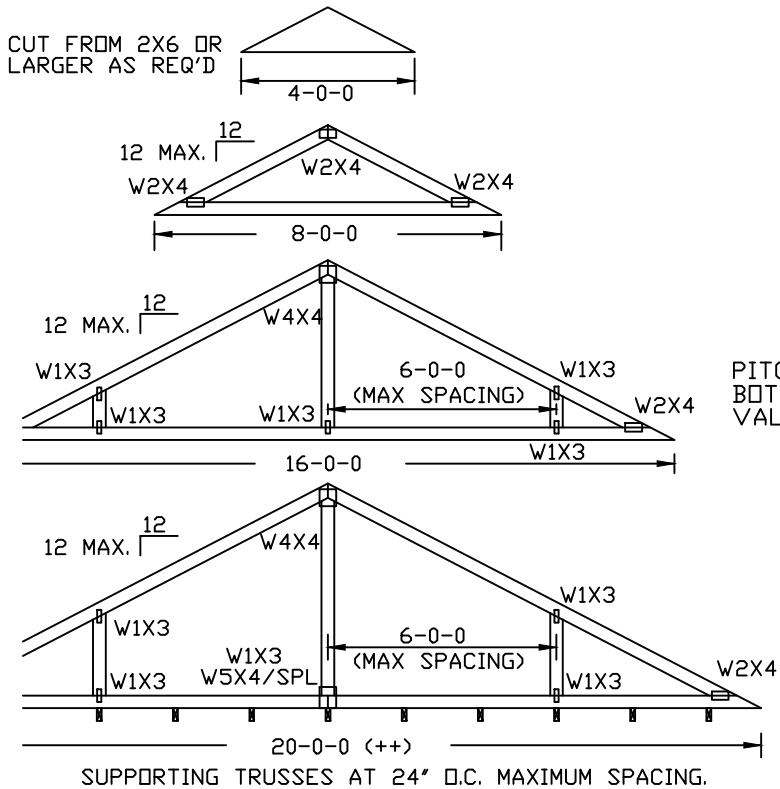 CUT FROM 2X6 OR
LARGER AS REQ'D
4-0-0
12
12 MAX.
W2X4
W2X4
W2X4
8-0-0
12
12 MAX.
W4X4
W1X3
6-0-0
(MAX SPACING)
W1X3
W1X3
W1X3
W2X4
W1X3
16-0-0
PITC
BOT
VAL
12
12 MAX.
W4X4
W1X3
W1X3
6-0-0
(MAX SPACING)
W1X3
W5X4/SPL
W1X3
W1X3
W2X4
20-0-0 (++)
SUPPORTING TRUSSES AT 24" O.C. MAXIMUM SPACING.